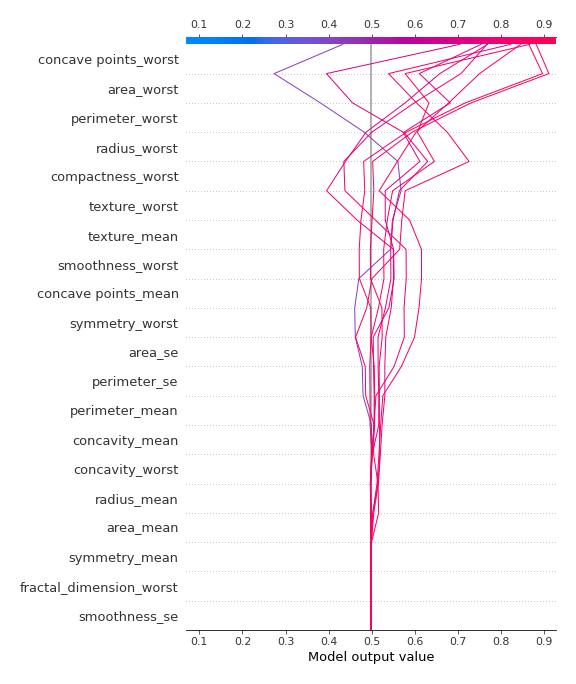 0.1 0.2 0.3 0.4 0.5 0.6 0.7 0.8 0.9
concave points_worst
area_worst
perimeter_worst
radius_worst
compactness_worst
texture_worst
texture_mean
smoothness_worst
concave points_mean
symmetry_worst
area_se
perimeter_se
perimeter_mean
concavity_mean
concavity_worst
radius_mean
area_mean
symmetry_mean
fractal_dimension_worst
smoothness_se
0.1 0.2 0.3 0.4 0.5 0.6 0.7 0.8 0.9
Model output value